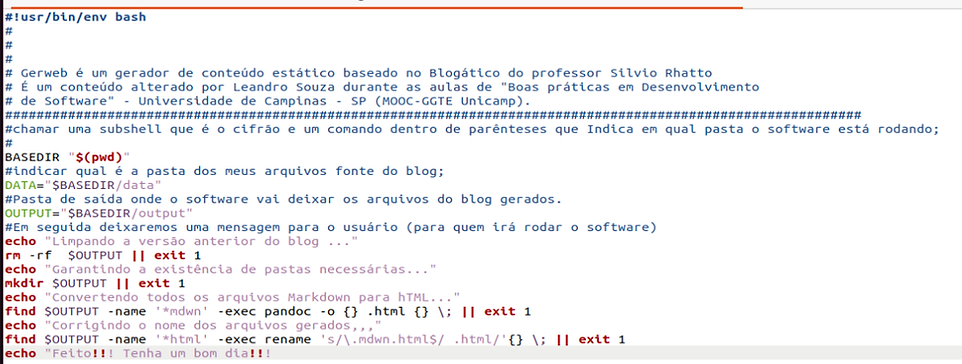 #!usr/bin/env bash
#
#
#
# Gerweb é um gerador de conteúdo estático baseado no Blogático do professor Silvio Rhatto
# É um conteúdo alterado por Leandro Souza durante as aulas de "Boas práticas em Desenvolvimento
# de Software" - Universidade de Campinas - SP (MOOC-GGTE Unicamp).
#############################################################################################################
#chamar uma subshell que é o cifrão e um comando dentro de parênteses que Indica em qual pasta o software está rodando;
#
BASEDIR "$(pwd)"
#indicar qual é a pasta dos meus arquivos fonte do blog;
DATA="$BASEDIR/data"
#Pasta de saída onde o software vai deixar os arquivos do blog gerados.
OUTPUT="$BASEDIR/output"
#Em seguida deixaremos uma mensagem para o usuário (para quem irá rodar o software)
echo "Limpando a versão anterior do blog ..."
rm -rf  $OUTPUT || exit 1
echo "Garantindo a existência de pastas necessárias..."
mkdir $OUTPUT || exit 1
echo "Convertendo todos os arquivos Markdown para hTML..."
find $OUTPUT -name '*mdwn' -exec pandoc -o {} .html {} \; || exit 1
echo "Corrigindo o nome dos arquivos gerados,,,"
find $OUTPUT -name '*html' -exec rename 's/\.mdwn.html$/ .html/'{} \; || exit 1
echo "Feito!!! Tenha um bom dia!!!